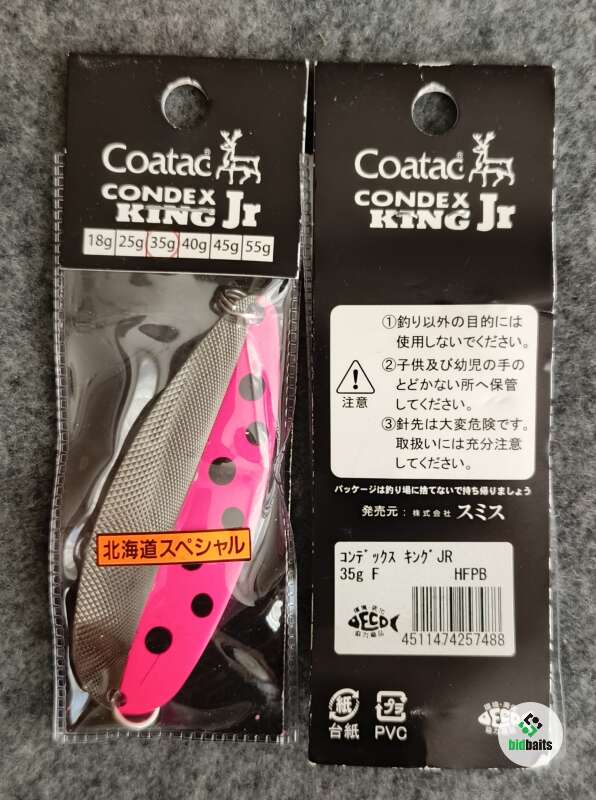 Coatac
CONDEX
KING Jr
18g 25g 35g 40g 45g 55g
北海道スペシャル
Coatac
CONDEX
KING Jr
①釣り以外の目的には
使用しないでください。
②子供及び幼児の手の
とどかない所へ保管
してください。
③針先は大変危険です。
取扱いには充分注意
してください。
注意
パッケージは釣り場に捨てないで持ち帰りましょう
発売元：株式会社 スミス
ｺﾝﾃﾞｯｸｽ ｷﾝｸﾞJR
35g F HFPB
ECO
4511474257488
紙
台紙
プラ
PVC
bidbaits